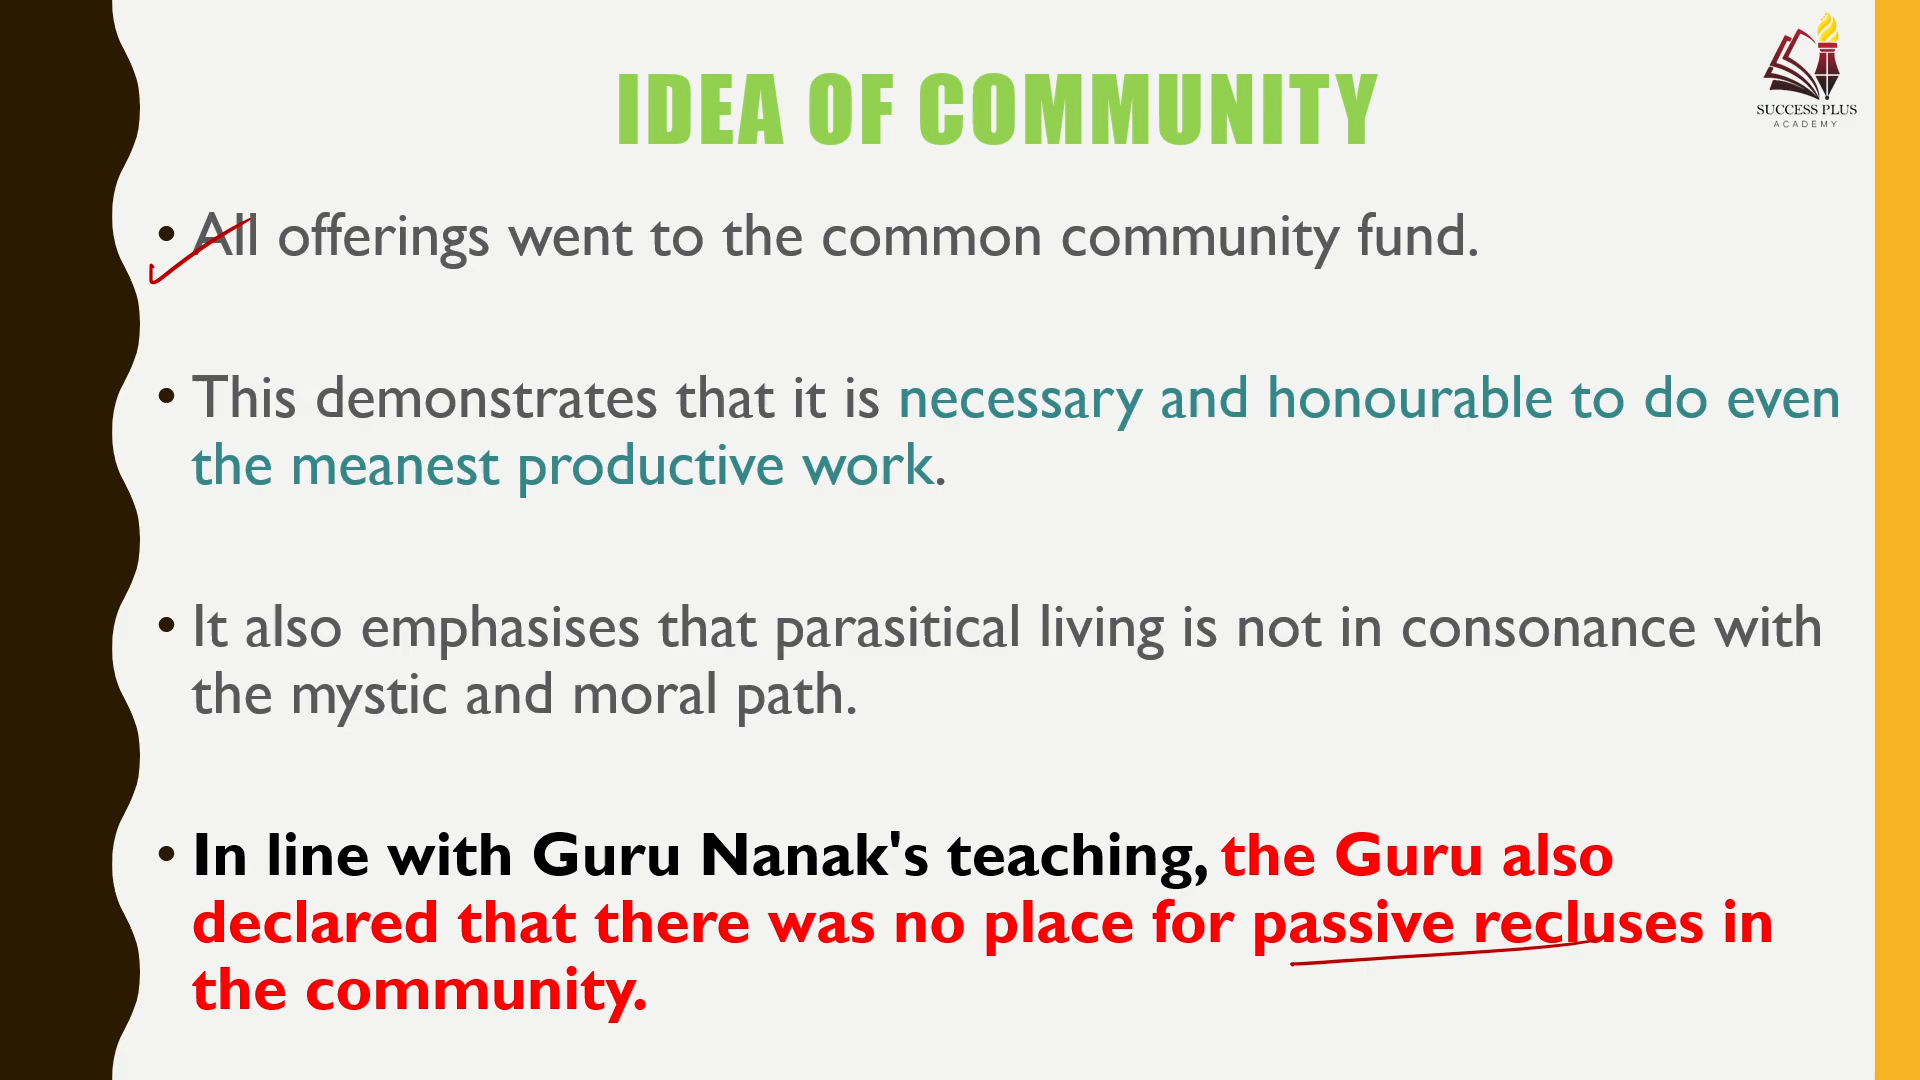 SUCCESS PLUS
ACADEMY
IDEA OF COMMUNITY
• All offerings went to the common community fund.
• This demonstrates that it is necessary and honourable to do even
the meanest productive work.
• It also emphasises that parasitical living is not in consonance with
the mystic and moral path.
• In line with Guru Nanak's teaching, the Guru also
declared that there was no place for passive recluses in
the community.